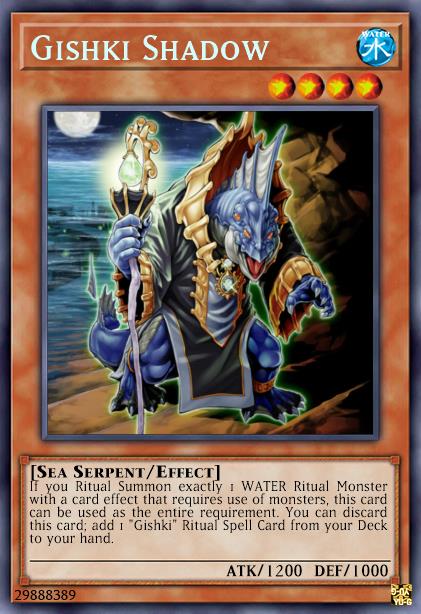 GISHKI SHADOW
WATER
水
[SEA SERPENT/EFFECT]
If you Ritual Summon exactly 1 WATER Ritual Monster
with a card effect that requires use of monsters, this card
can be used as the entire requirement. You can discard
this card; add 1 "Gishki" Ritual Spell Card from your Deck
to your hand.
ATK/1200 DEF/1000
29888389